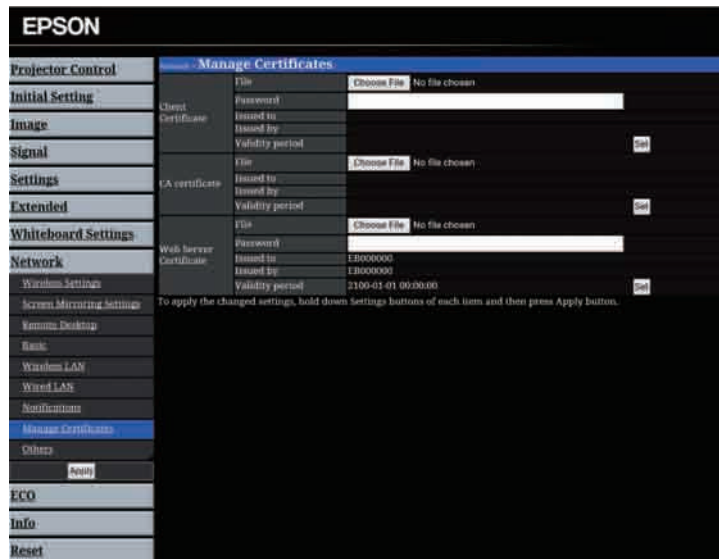 EPSON
Projector Control
Initial Setting
Image
Signal
Settings
Extended
Whiteboard Settings
Network
Wireless Settings
Screen Mirroring Settings
Remote Desktop
Basic
Wireless LAN
Wired LAN
Notifications
Manage Certificates
Others
Apply
ECO
Info
Reset
Network - Manage Certificates
Client Certificate
File Choose File No file chosen
Password
Issued to
Issued by
Validity period Set
CA certificate
File Choose File No file chosen
Issued to
Issued by
Validity period Set
Web Server Certificate
File Choose File No file chosen
Password
Issued to EB000000
Issued by EB000000
Validity period 2100-01-01 00:00:00 Set
To apply the changed settings, hold down Settings buttons of each item and then press Apply button.